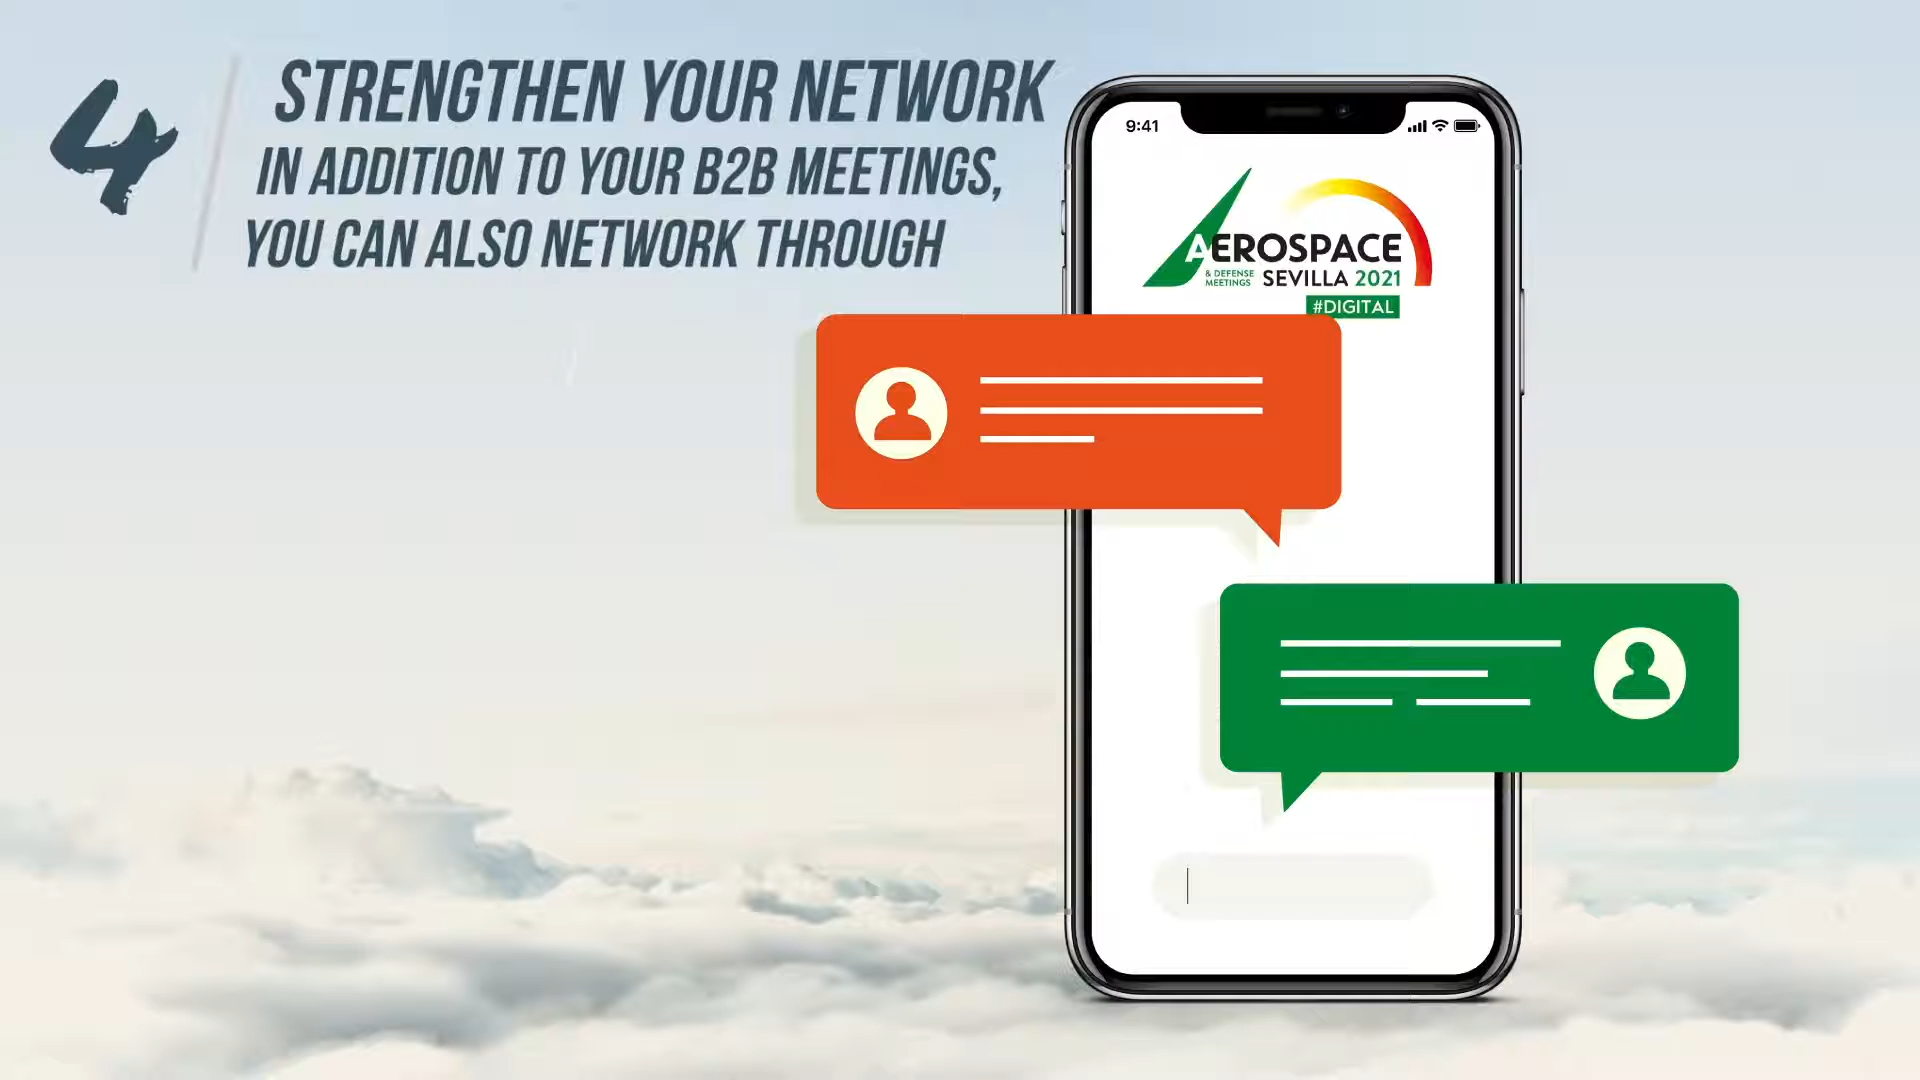 4
STRENGTHEN YOUR NETWORK
IN ADDITION TO YOUR B2B MEETINGS,
YOU CAN ALSO NETWORK THROUGH
9:41
AEROSPACE
& DEFENSE
MEETINGS
SEVILLA 2021
#DIGITAL